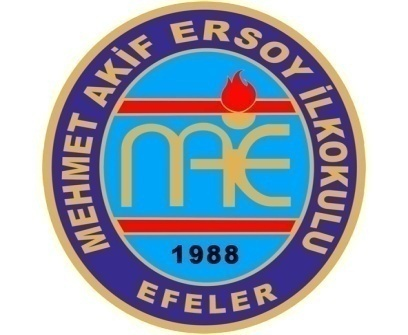 MEHMET AKİF ERSOY İLKOKULU
MAE
1988
EFELER